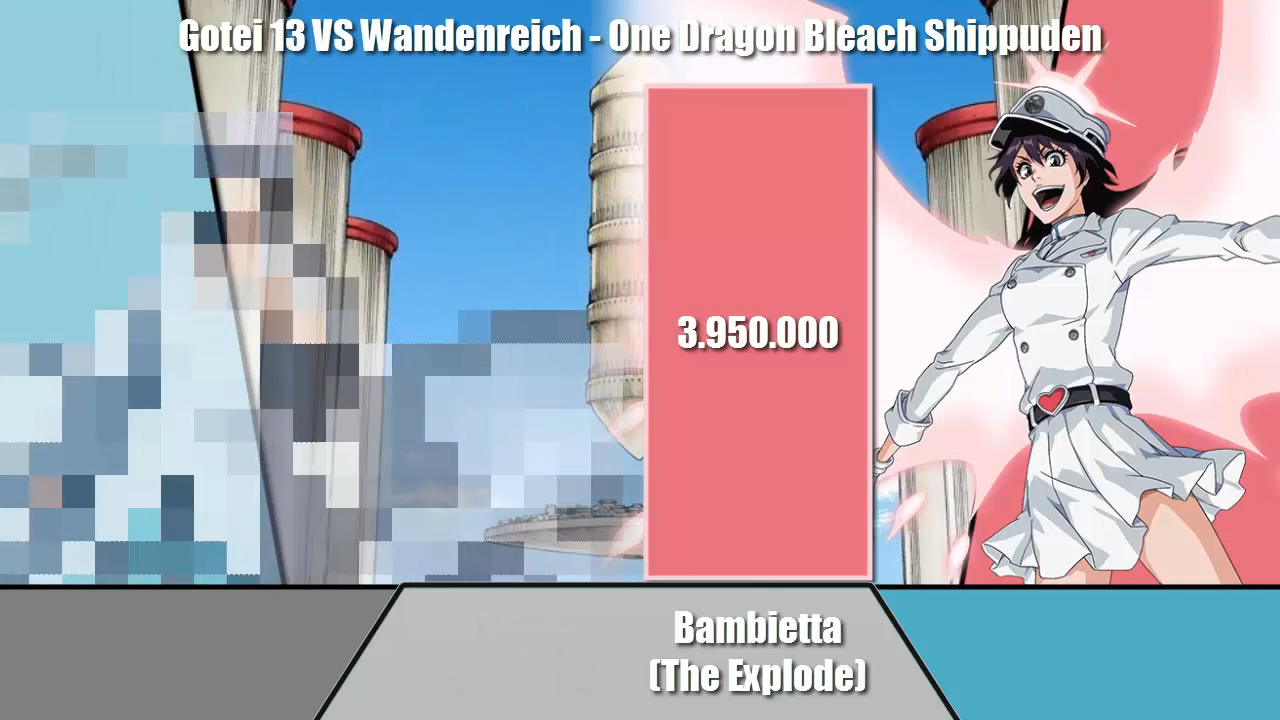 Gotei 13 VS Wandenreich - One Dragon Bleach Shippuden
3.950.000
Bambietta
(The Explode)